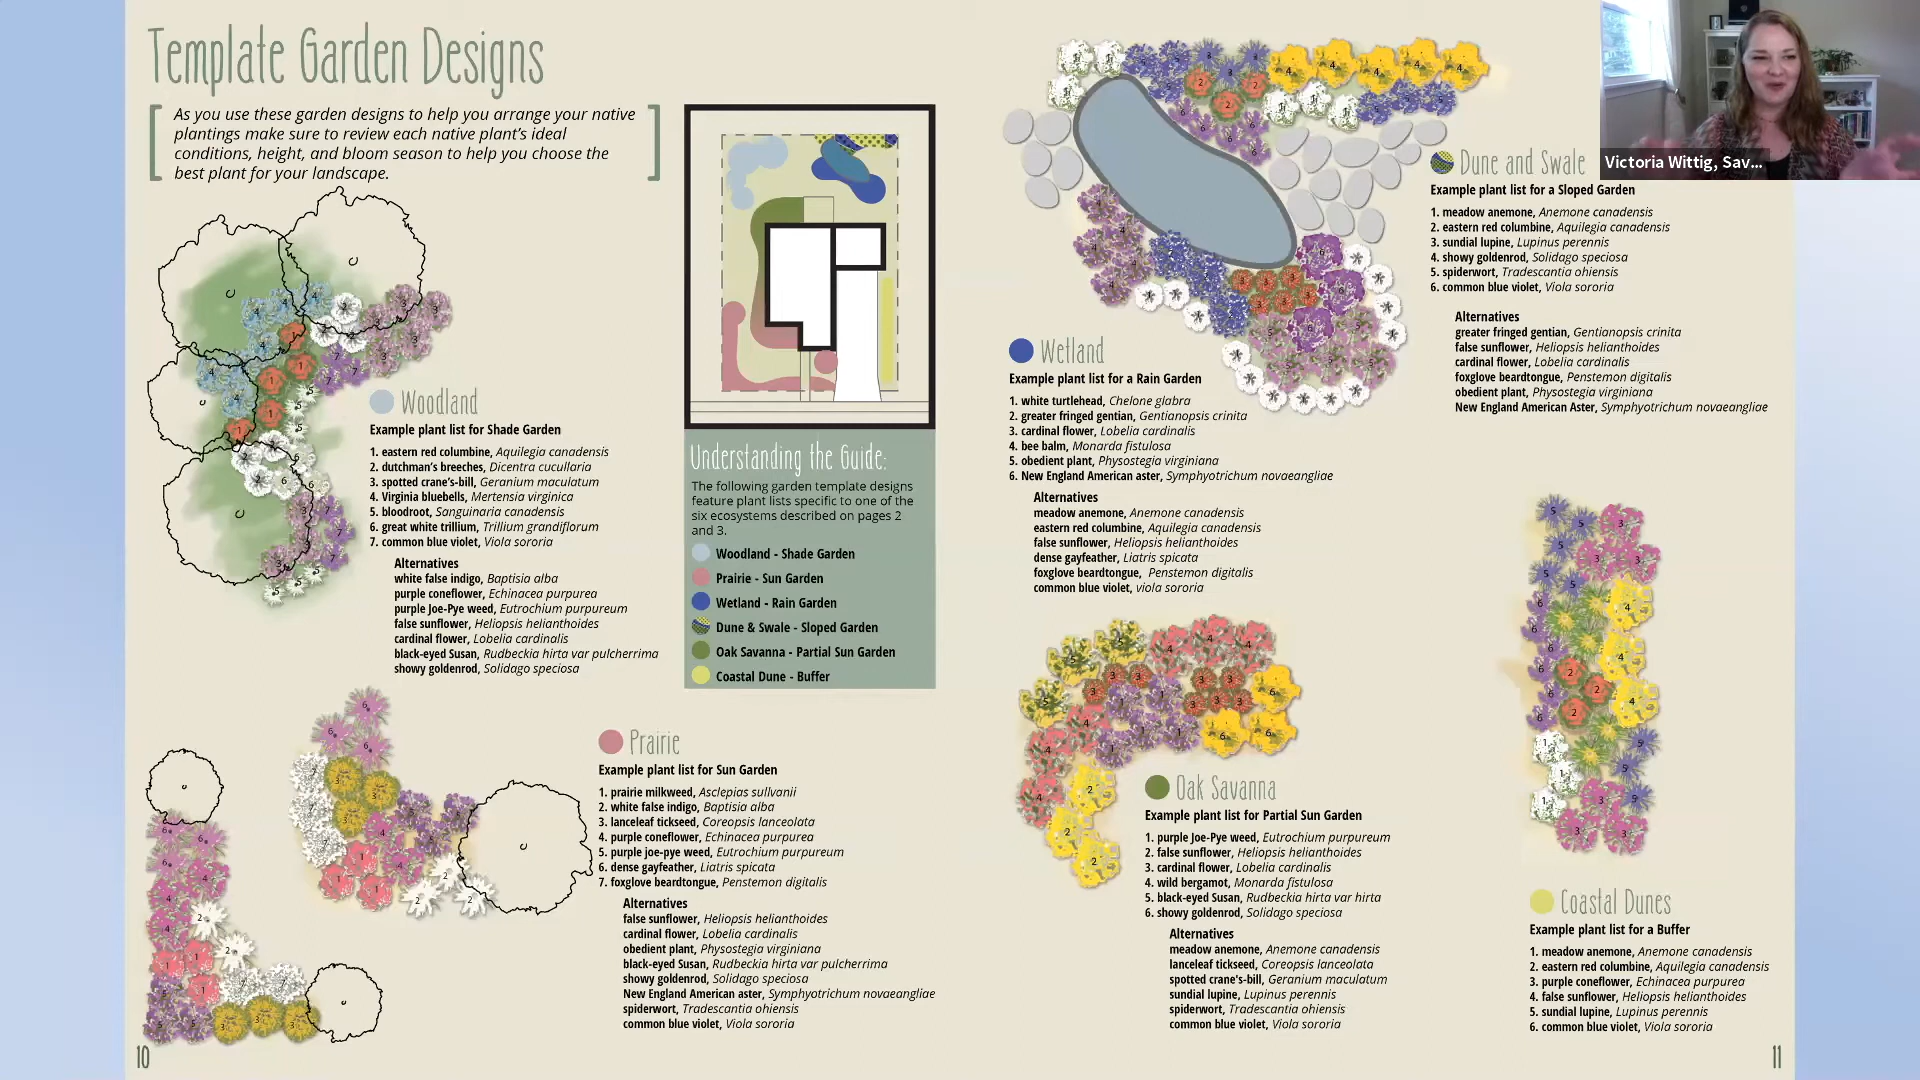 Template Garden Designs
As you use these garden designs to help you arrange your native
plantings make sure to review each native plant's ideal
conditions, height, and bloom season to help you choose the
best plant for your landscape.
Woodland
Example plant list for Shade Garden
1. eastern red columbine, Aquilegia canadensis
2. dutchman's breeches, Dicentra cucullaria
3. spotted crane's-bill, Geranium maculatum
4. Virginia bluebells, Mertensia virginica
5. bloodroot, Sanguinaria canadensis
6. great white trillium, Trillium grandiflorum
7. common blue violet, Viola sororia
Alternatives
white false indigo, Baptisia alba
purple coneflower, Echinacea purpurea
purple Joe-Pye weed, Eutrochium purpureum
false sunflower, Heliopsis helianthoides
cardinal flower, Lobelia cardinalis
black-eyed Susan, Rudbeckia hirta var pulcherrima
showy goldenrod, Solidago speciosa
Understanding the Guide:
The following garden template designs
feature plant lists specific to one of the
six ecosystems described on pages 2
and 3.
Woodland - Shade Garden
Prairie - Sun Garden
Wetland - Rain Garden
Dune & Swale - Sloped Garden
Oak Savanna - Partial Sun Garden
Coastal Dune - Buffer
Prairie
Example plant list for Sun Garden
1. prairie milkweed, Asclepias sullvanii
2. white false indigo, Baptisia alba
3. lanceleaf tickseed, Coreopsis lanceolata
4. purple coneflower, Echinacea purpurea
5. purple joe-pye weed, Eutrochium purpureum
6. dense gayfeather, Liatris spicata
7. foxglove beardtongue, Penstemon digitalis
Alternatives
false sunflower, Heliopsis helianthoides
cardinal flower, Lobelia cardinalis
obedient plant, Physostegia virginiana
black-eyed Susan, Rudbeckia hirta var pulcherrima
showy goldenrod, Solidago speciosa
New England American aster, Symphyotrichum novaeangliae
spiderwort, Tradescantia ohiensis
common blue violet, Viola sororia
10
Victoria Wittig, Sav...
Dune and Swale
Example plant list for a Sloped Garden
1. meadow anemone, Anemone canadensis
2. eastern red columbine, Aquilegia canadensis
3. sundial lupine, Lupinus perennis
4. showy goldenrod, Solidago speciosa
5. spiderwort, Tradescantia ohiensis
6. common blue violet, Viola sororia
Alternatives
greater fringed gentian, Gentianopsis crinita
false sunflower, Heliopsis helianthoides
cardinal flower, Lobelia cardinalis
foxglove beardtongue, Penstemon digitalis
obedient plant, Physostegia virginiana
New England American Aster, Symphyotrichum novaeangliae
Wetland
Example plant list for a Rain Garden
1. white turtlehead, Chelone glabra
2. greater fringed gentian, Gentianopsis crinita
3. cardinal flower, Lobelia cardinalis
4. bee balm, Monarda fistulosa
5. obedient plant, Physostegia virginiana
6. New England American aster, Symphyotrichum novaeangliae
Alternatives
meadow anemone, Anemone canadensis
eastern red columbine, Aquilegia canadensis
false sunflower, Heliopsis helianthoides
dense gayfeather, Liatris spicata
foxglove beardtongue, Penstemon digitalis
common blue violet, viola sororia
Oak Savanna
Example plant list for Partial Sun Garden
1. purple Joe-Pye weed, Eutrochium purpureum
2. false sunflower, Heliopsis helianthoides
3. cardinal flower, Lobelia cardinalis
4. wild bergamot, Monarda fistulosa
5. black-eyed Susan, Rudbeckia hirta var hirta
6. showy goldenrod, Solidago speciosa
Alternatives
meadow anemone, Anemone canadensis
lanceleaf tickseed, Coreopsis lanceolata
spotted crane's-bill, Geranium maculatum
sundial lupine, Lupinus perennis
spiderwort, Tradescantia ohiensis
common blue violet, Viola sororia
Coastal Dunes
Example plant list for a Buffer
1. meadow anemone, Anemone canadensis
2. eastern red columbine, Aquilegia canadensis
3. purple coneflower, Echinacea purpurea
4. false sunflower, Heliopsis helianthoides
5. sundial lupine, Lupinus perennis
6. common blue violet, Viola sororia
11